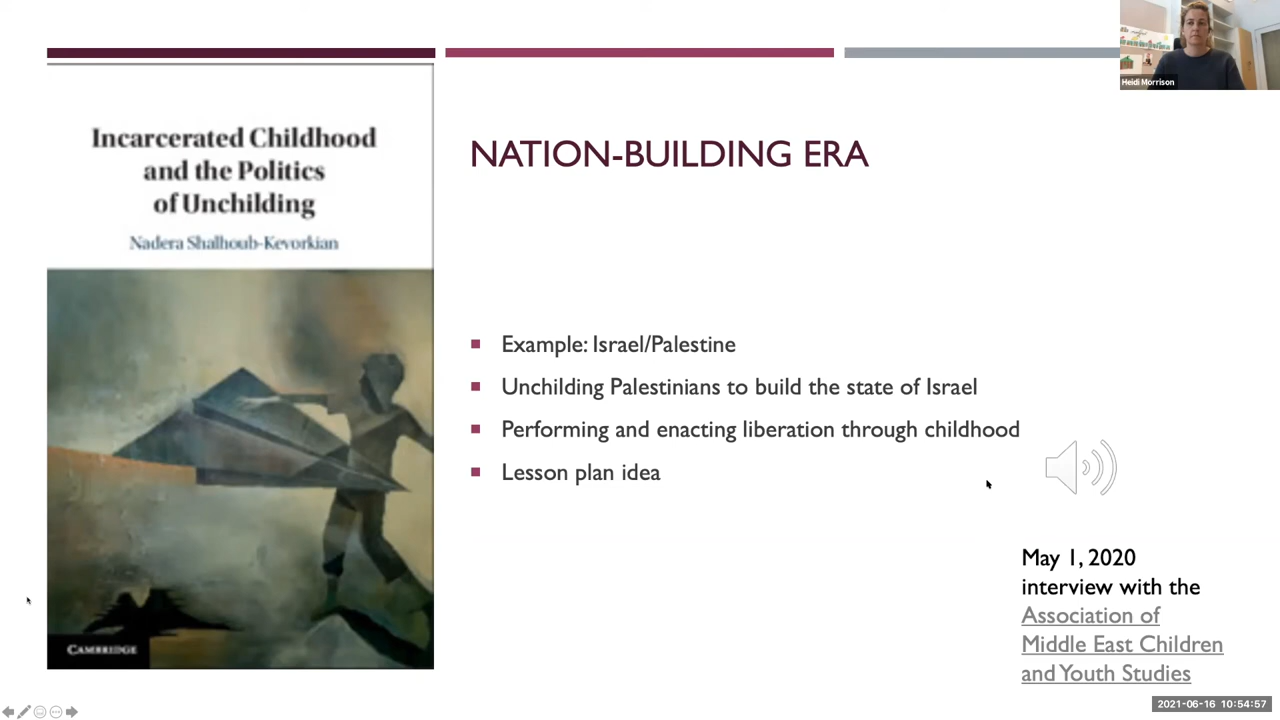 Incarcerated Childhood
and the Politics
of Unchilding
Nadera Shalhoub-Kevorkian
CAMBRIDGE
NATION-BUILDING ERA
Example: Israel/Palestine
Unchilding Palestinians to build the state of Israel
Performing and enacting liberation through childhood
Lesson plan idea
May 1, 2020
interview with the
Association of
Middle East Children
and Youth Studies
Heidi Morrison
2021-06-16 10:54:57